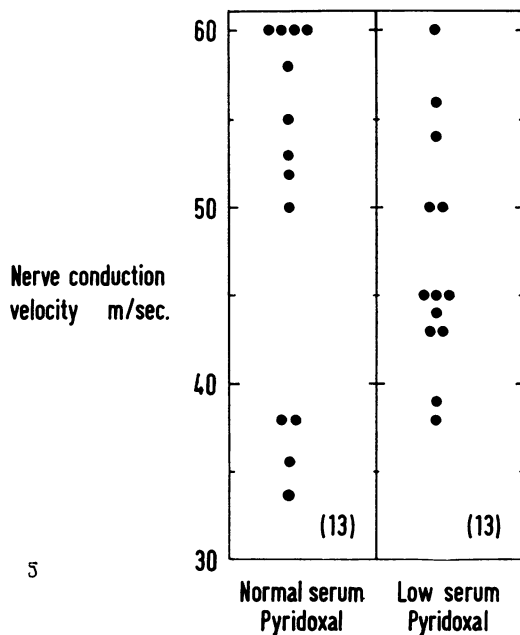 60
50
Nerve conduction
velocity m/sec.
40
(13)
(13)
30
5
Normal serum
Pyridoxal
Low serum
Pyridoxal